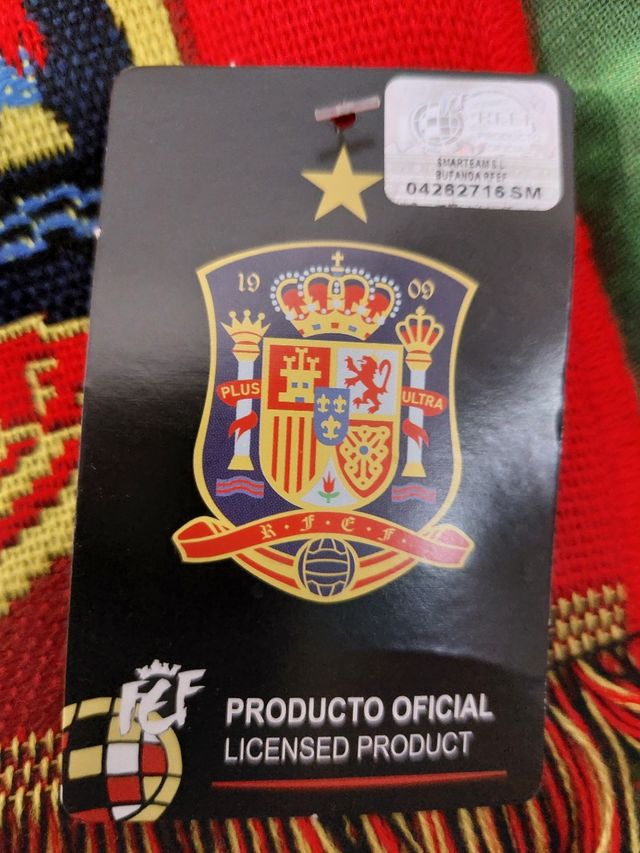 SMARTEAM S.L
BUFANDA RFEF
04262716 SM
19 09
PLUS ULTRA
R·F·E·F
FEF
PRODUCTO OFICIAL
LICENSED PRODUCT
F